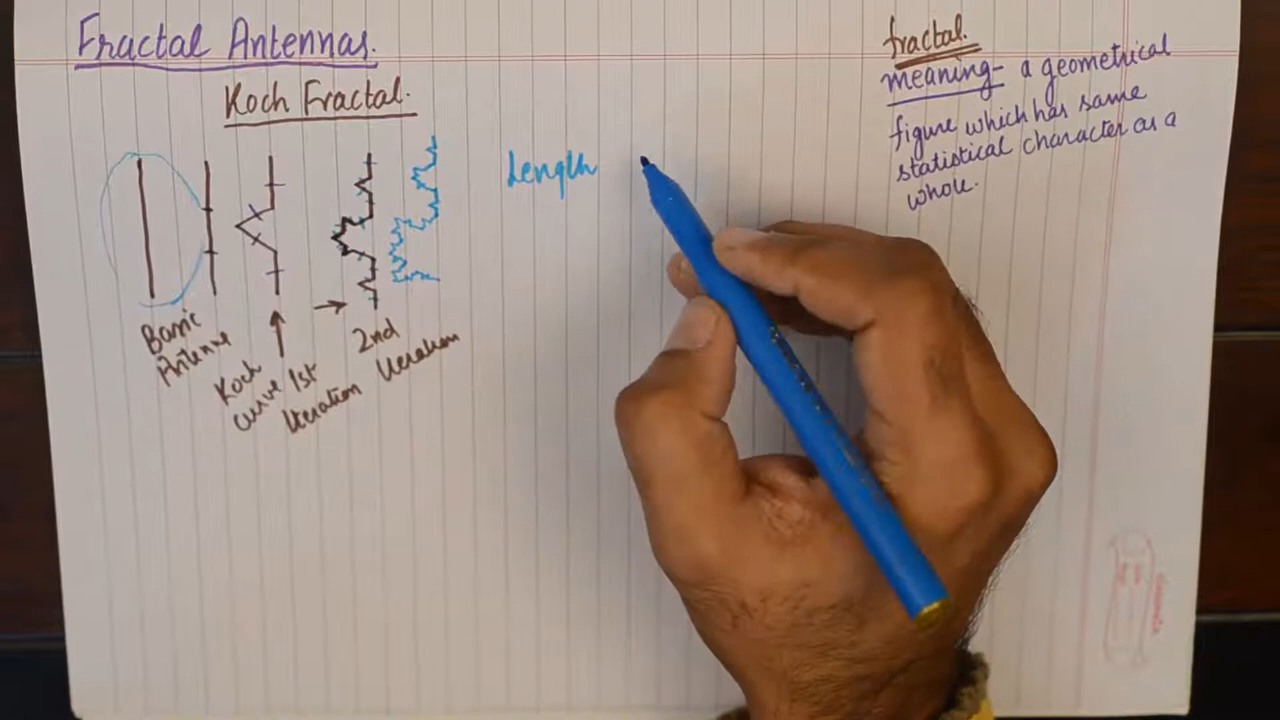 Fractal Antennas.
Koch Fractal.
fractal.
meaning- a geometrical
figure which has same
statistical character as a
whole.
Length
Basic
Antenna
Koch
curve 1st
Iteration
2nd
Iteration